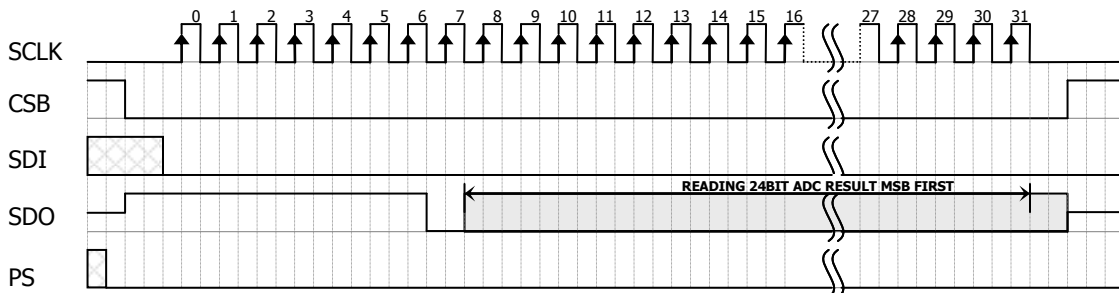 0 1 2 3 4 5 6 7 8 9 10 11 12 13 14 15 16 27 28 29 30 31
SCLK
CSB
SDI
READING 24BIT ADC RESULT MSB FIRST
SDO
PS